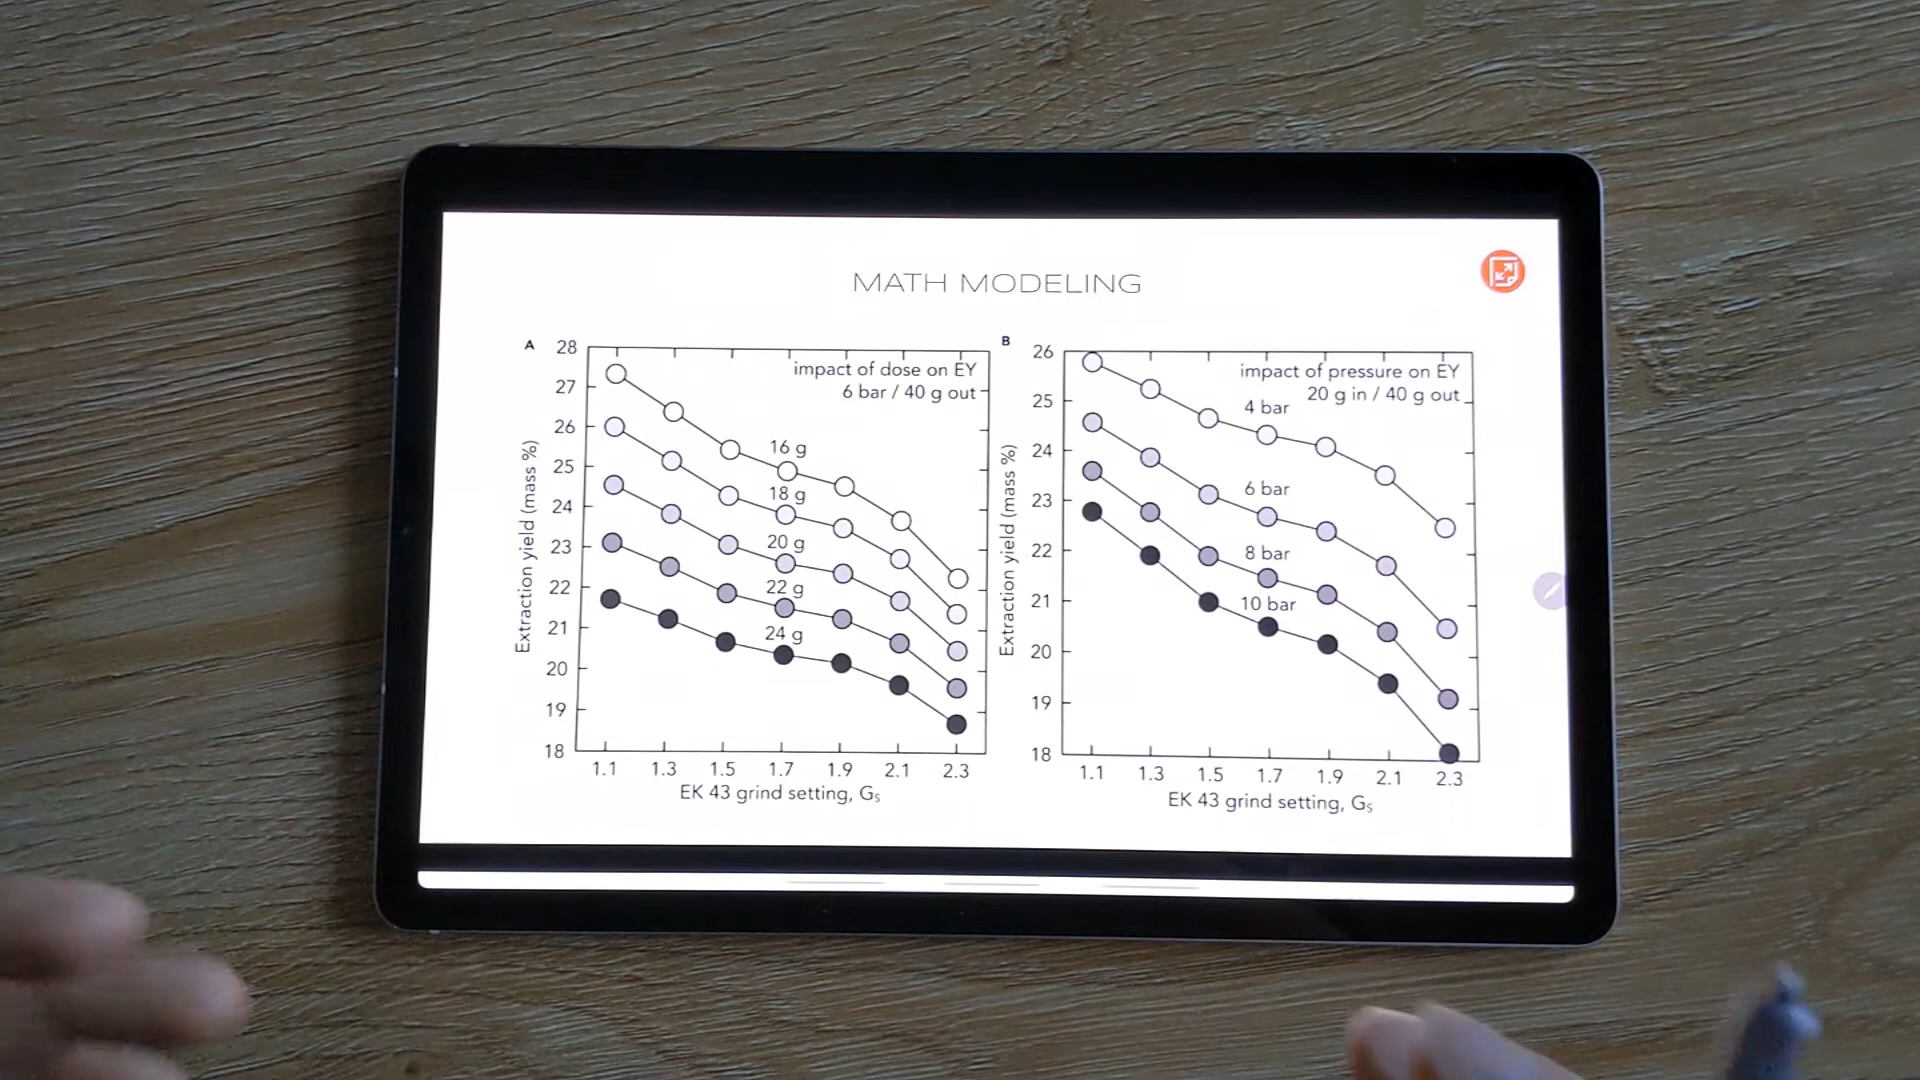 MATH MODELING
A
28
27
26
25
24
23
22
21
20
19
18
Extraction yield (mass %)
impact of dose on EY
6 bar / 40 g out
16 g
18 g
20 g
22 g
24 g
1.1 1.3 1.5 1.7 1.9 2.1 2.3
EK 43 grind setting, Gs
B
26
25
24
23
22
21
20
19
18
Extraction yield (mass %)
impact of pressure on EY
20 g in / 40 g out
4 bar
6 bar
8 bar
10 bar
1.1 1.3 1.5 1.7 1.9 2.1 2.3
EK 43 grind setting, Gs